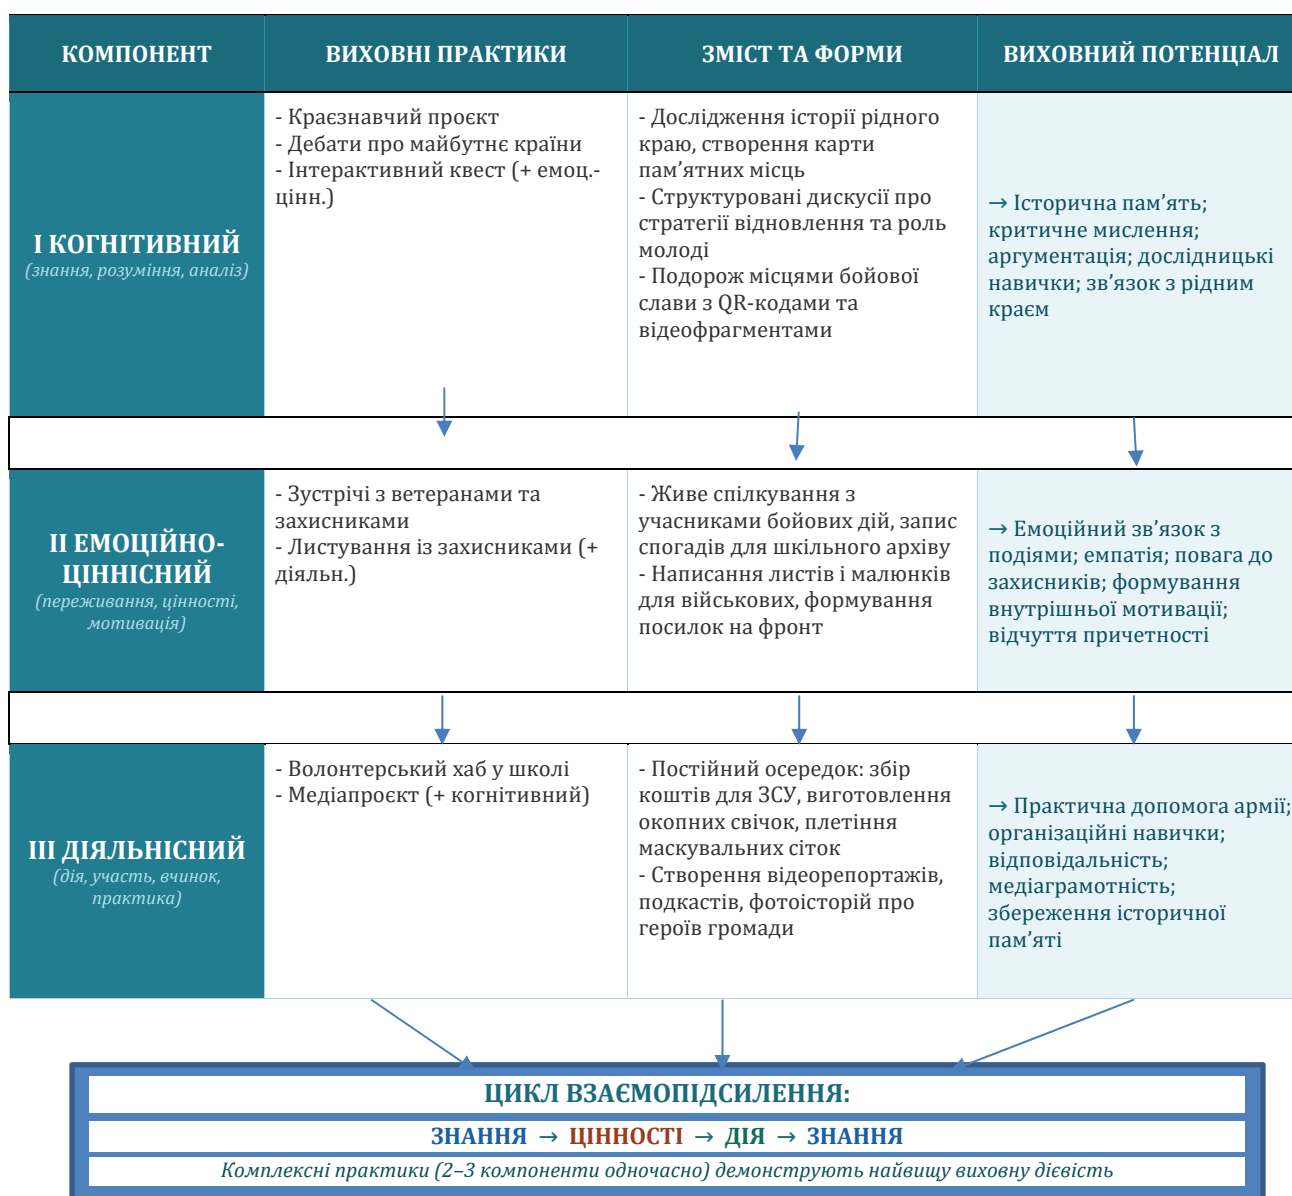 КОМПОНЕНТ
ВИХОВНІ ПРАКТИКИ
ЗМІСТ ТА ФОРМИ
ВИХОВНИЙ ПОТЕНЦІАЛ
І КОГНІТИВНИЙ
(знання, розуміння, аналіз)
- Краєзнавчий проєкт
- Дебати про майбутнє країни
- Інтерактивний квест (+ емоц.-
цінн.)
- Дослідження історії рідного
краю, створення карти
пам’ятних місць
- Структуровані дискусії про
стратегії відновлення та роль
молоді
- Подорож місцями бойової
слави з QR-кодами та
відеофрагментами
→ Історична пам’ять;
критичне мислення;
аргументація; дослідницькі
навички; зв’язок з рідним
краєм
ІІ ЕМОЦІЙНО-
ЦІННІСНИЙ
(переживання, цінності,
мотивація)
- Зустрічі з ветеранами та
захисниками
- Листування із захисниками (+
діяльн.)
- Живе спілкування з
учасниками бойових дій, запис
спогадів для шкільного архіву
- Написання листів і малюнків
для військових, формування
посилок на фронт
→ Емоційний зв’язок з
подіями; емпатія; повага до
захисників; формування
внутрішньої мотивації;
відчуття причетності
ІІІ ДІЯЛЬНІСНИЙ
(дія, участь, вчинок,
практика)
- Волонтерський хаб у школі
- Медіапроєкт (+ когнітивний)
- Постійний осередок: збір
коштів для ЗСУ, виготовлення
окопних свічок, плетіння
маскувальних сіток
- Створення відеорепортажів,
подкастів, фотоісторій про
героїв громади
→ Практична допомога армії;
організаційні навички;
відповідальність;
медіаграмотність;
збереження історичної
пам’яті
ЦИКЛ ВЗАЄМОПІДСИЛЕННЯ:
ЗНАННЯ → ЦІННОСТІ → ДІЯ → ЗНАННЯ
Комплексні практики (2–3 компоненти одночасно) демонструють найвищу виховну дієвість